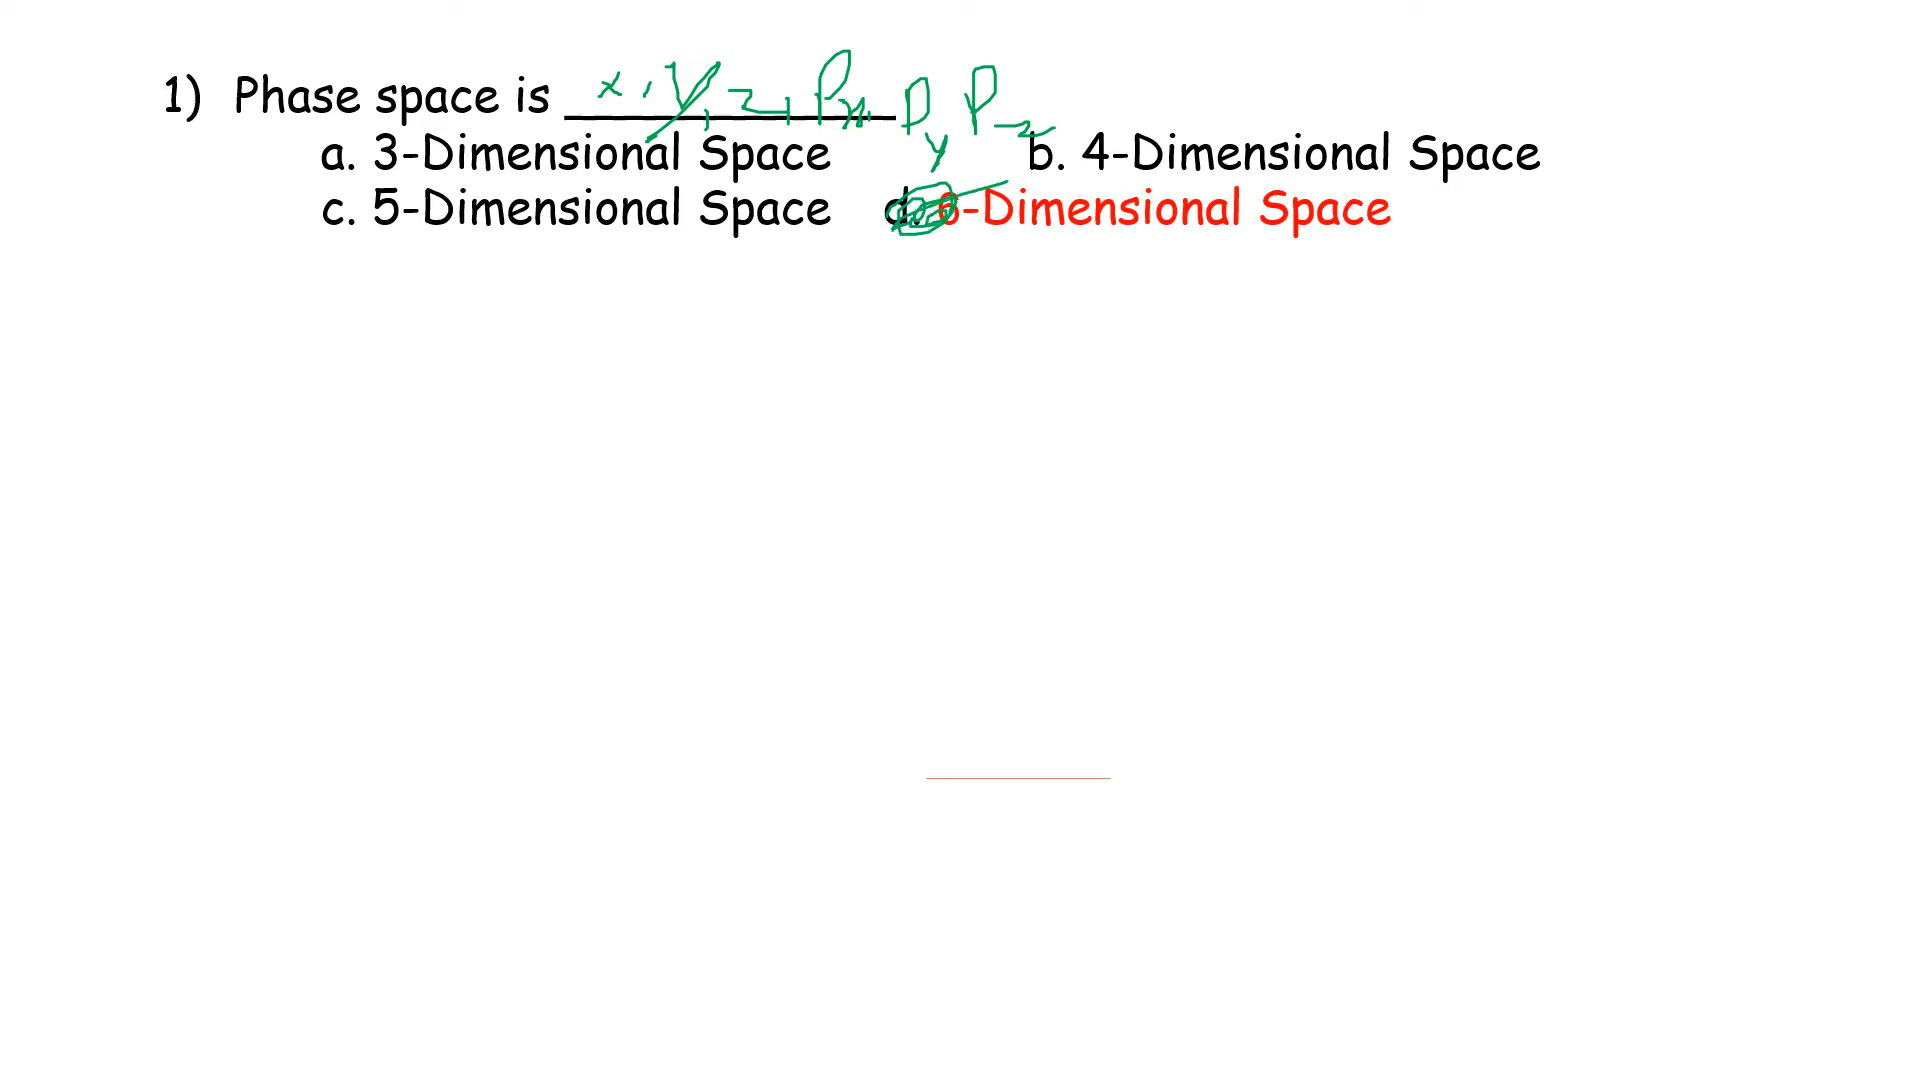 1) Phase space is ____________ x, y, z, Px, Py Pz
a. 3-Dimensional Space b. 4-Dimensional Space
c. 5-Dimensional Space d. 6-Dimensional Space